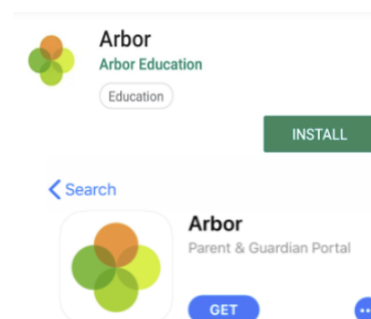 Arbor
Arbor Education
Education
INSTALL
Search
Arbor
Parent & Guardian Portal
GET